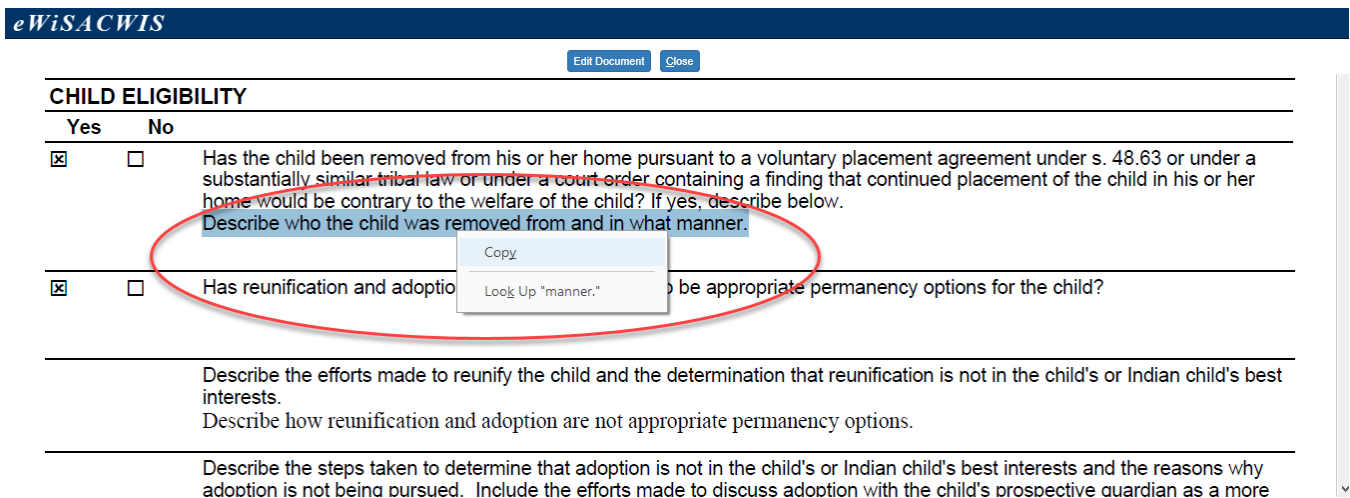 eWiSACWIS
Edit Document Close
CHILD ELIGIBILITY
Yes No
Has the child been removed from his or her home pursuant to a voluntary placement agreement under s. 48.63 or under a
substantially similar tribal law or under a court order containing a finding that continued placement of the child in his or her
home would be contrary to the welfare of the child? If yes, describe below.
Describe who the child was removed from and in what manner.
Copy
Has reunification and adoptio be appropriate permanency options for the child?
Look Up "manner."
Describe the efforts made to reunify the child and the determination that reunification is not in the child's or Indian child's best
interests.
Describe how reunification and adoption are not appropriate permanency options.
Describe the steps taken to determine that adoption is not in the child's or Indian child's best interests and the reasons why
adoption is not being pursued. Include the efforts made to discuss adoption with the child's prospective guardian as a more